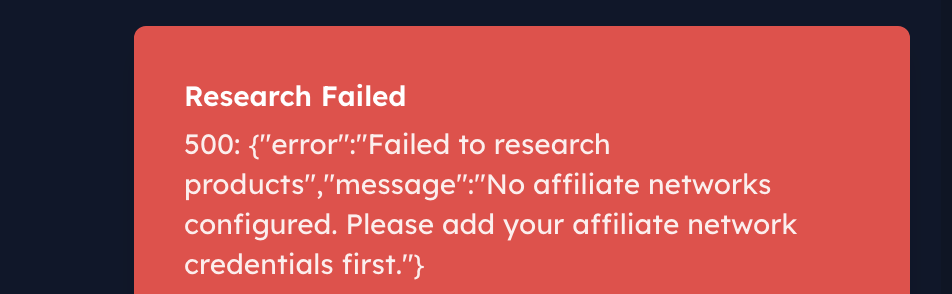 Research Failed
500: {"error":"Failed to research
products","message":"No affiliate networks
configured. Please add your affiliate network
credentials first."}